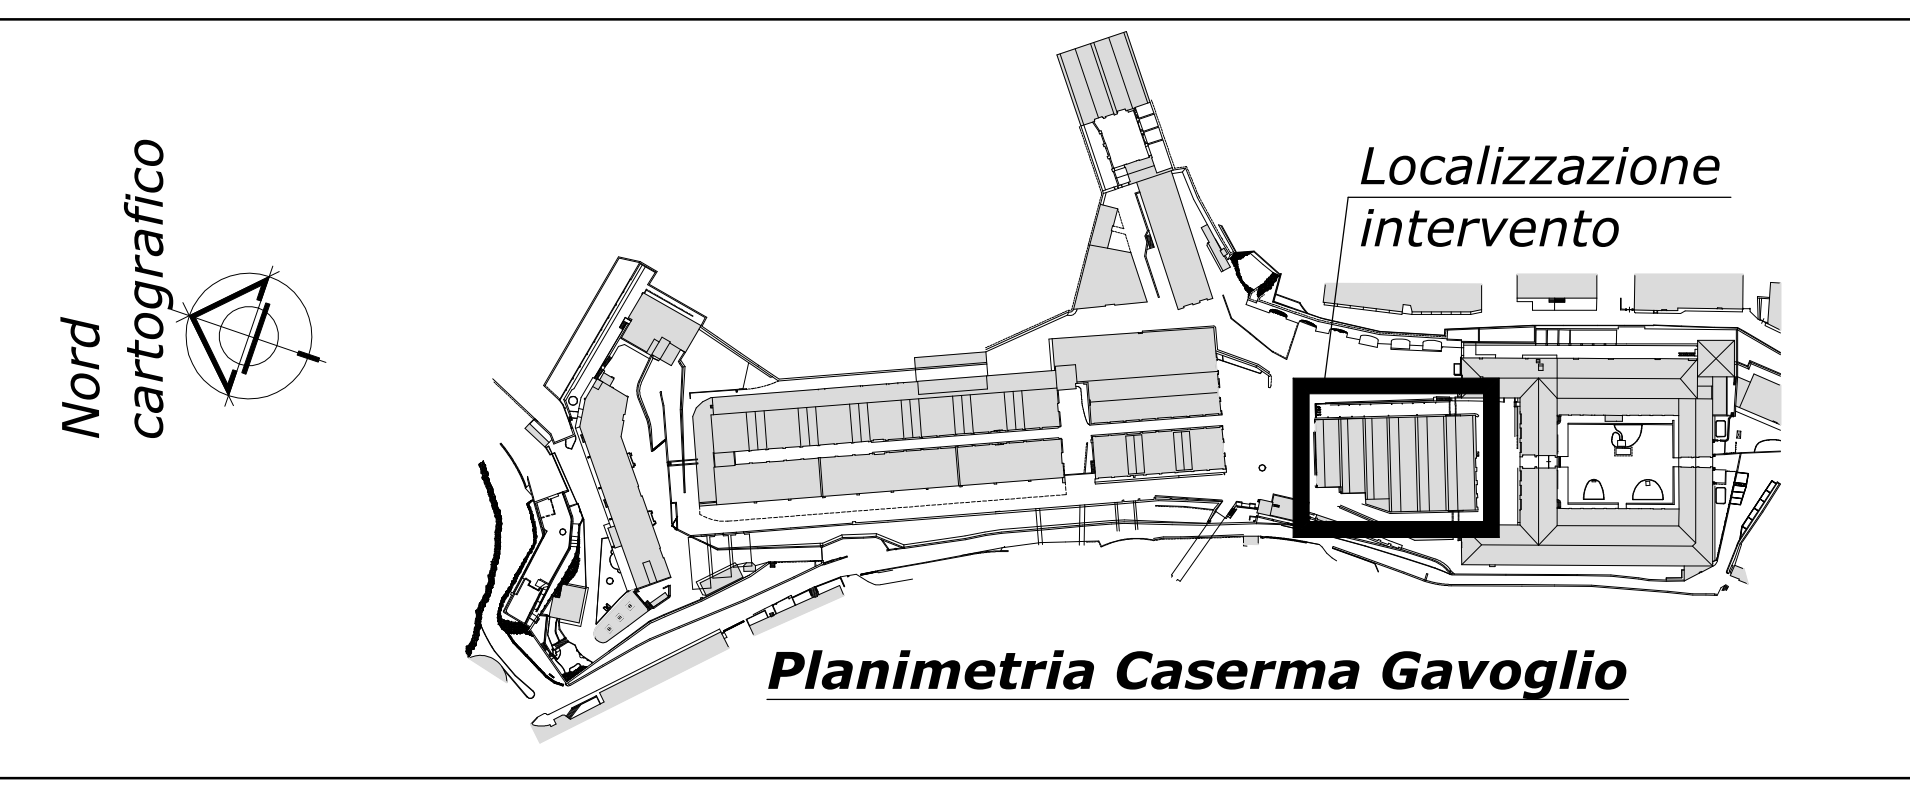 Nord
cartografico
Localizzazione
intervento
Planimetria Caserma Gavoglio